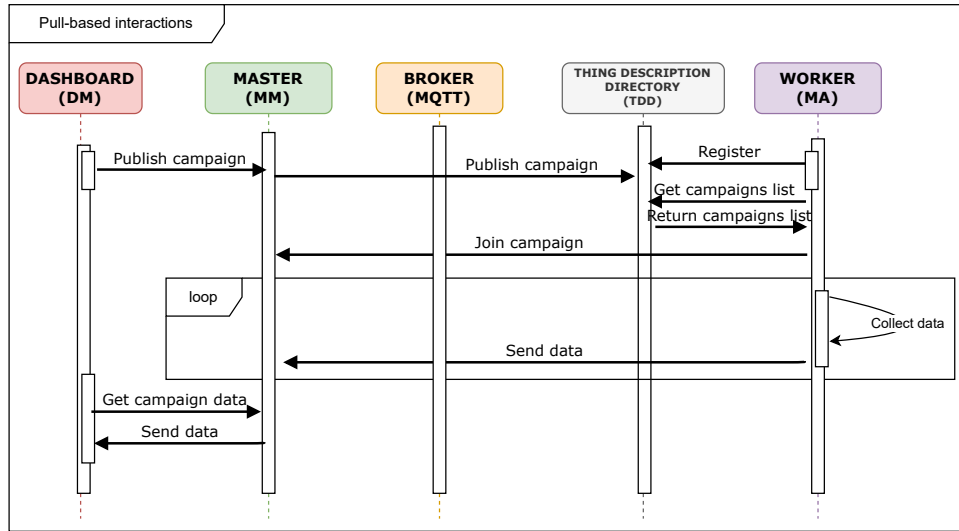 Pull-based interactions
DASHBOARD
(DM)
MASTER
(MM)
BROKER
(MQTT)
THING DESCRIPTION
DIRECTORY
(TDD)
WORKER
(MA)
Publish campaign
Publish campaign
Register
Get campaigns list
Return campaigns list
Join campaign
loop
Collect data
Send data
Get campaign data
Send data